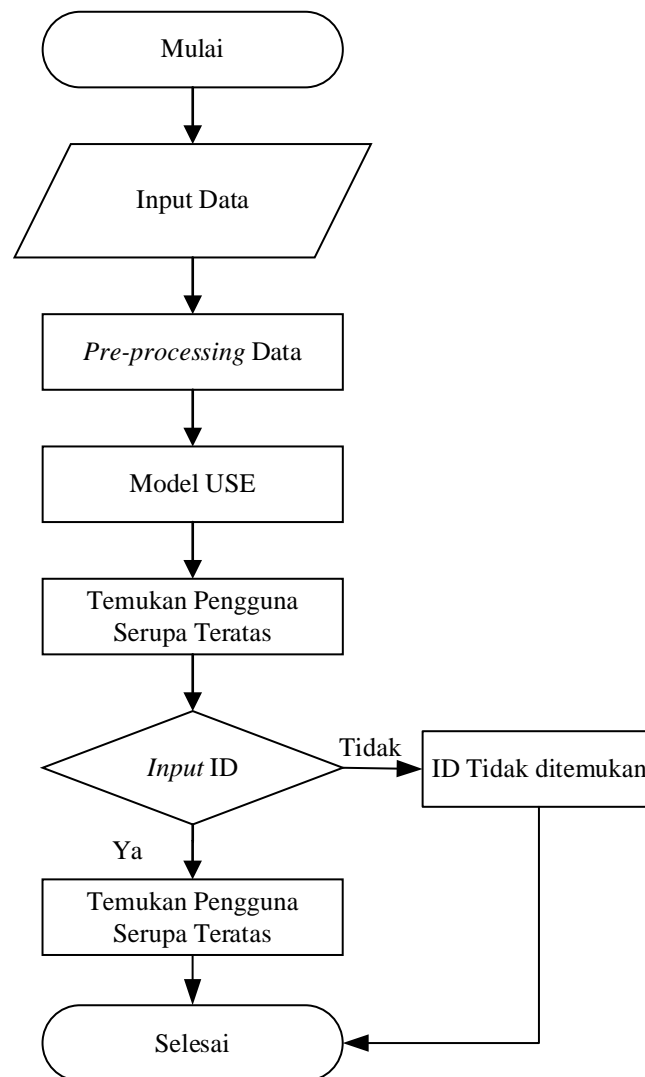 Mulai
Input Data
Pre-processing Data
Model USE
Temukan Pengguna
Serupa Teratas
Input ID
Tidak
ID Tidak ditemukan
Ya
Temukan Pengguna
Serupa Teratas
Selesai